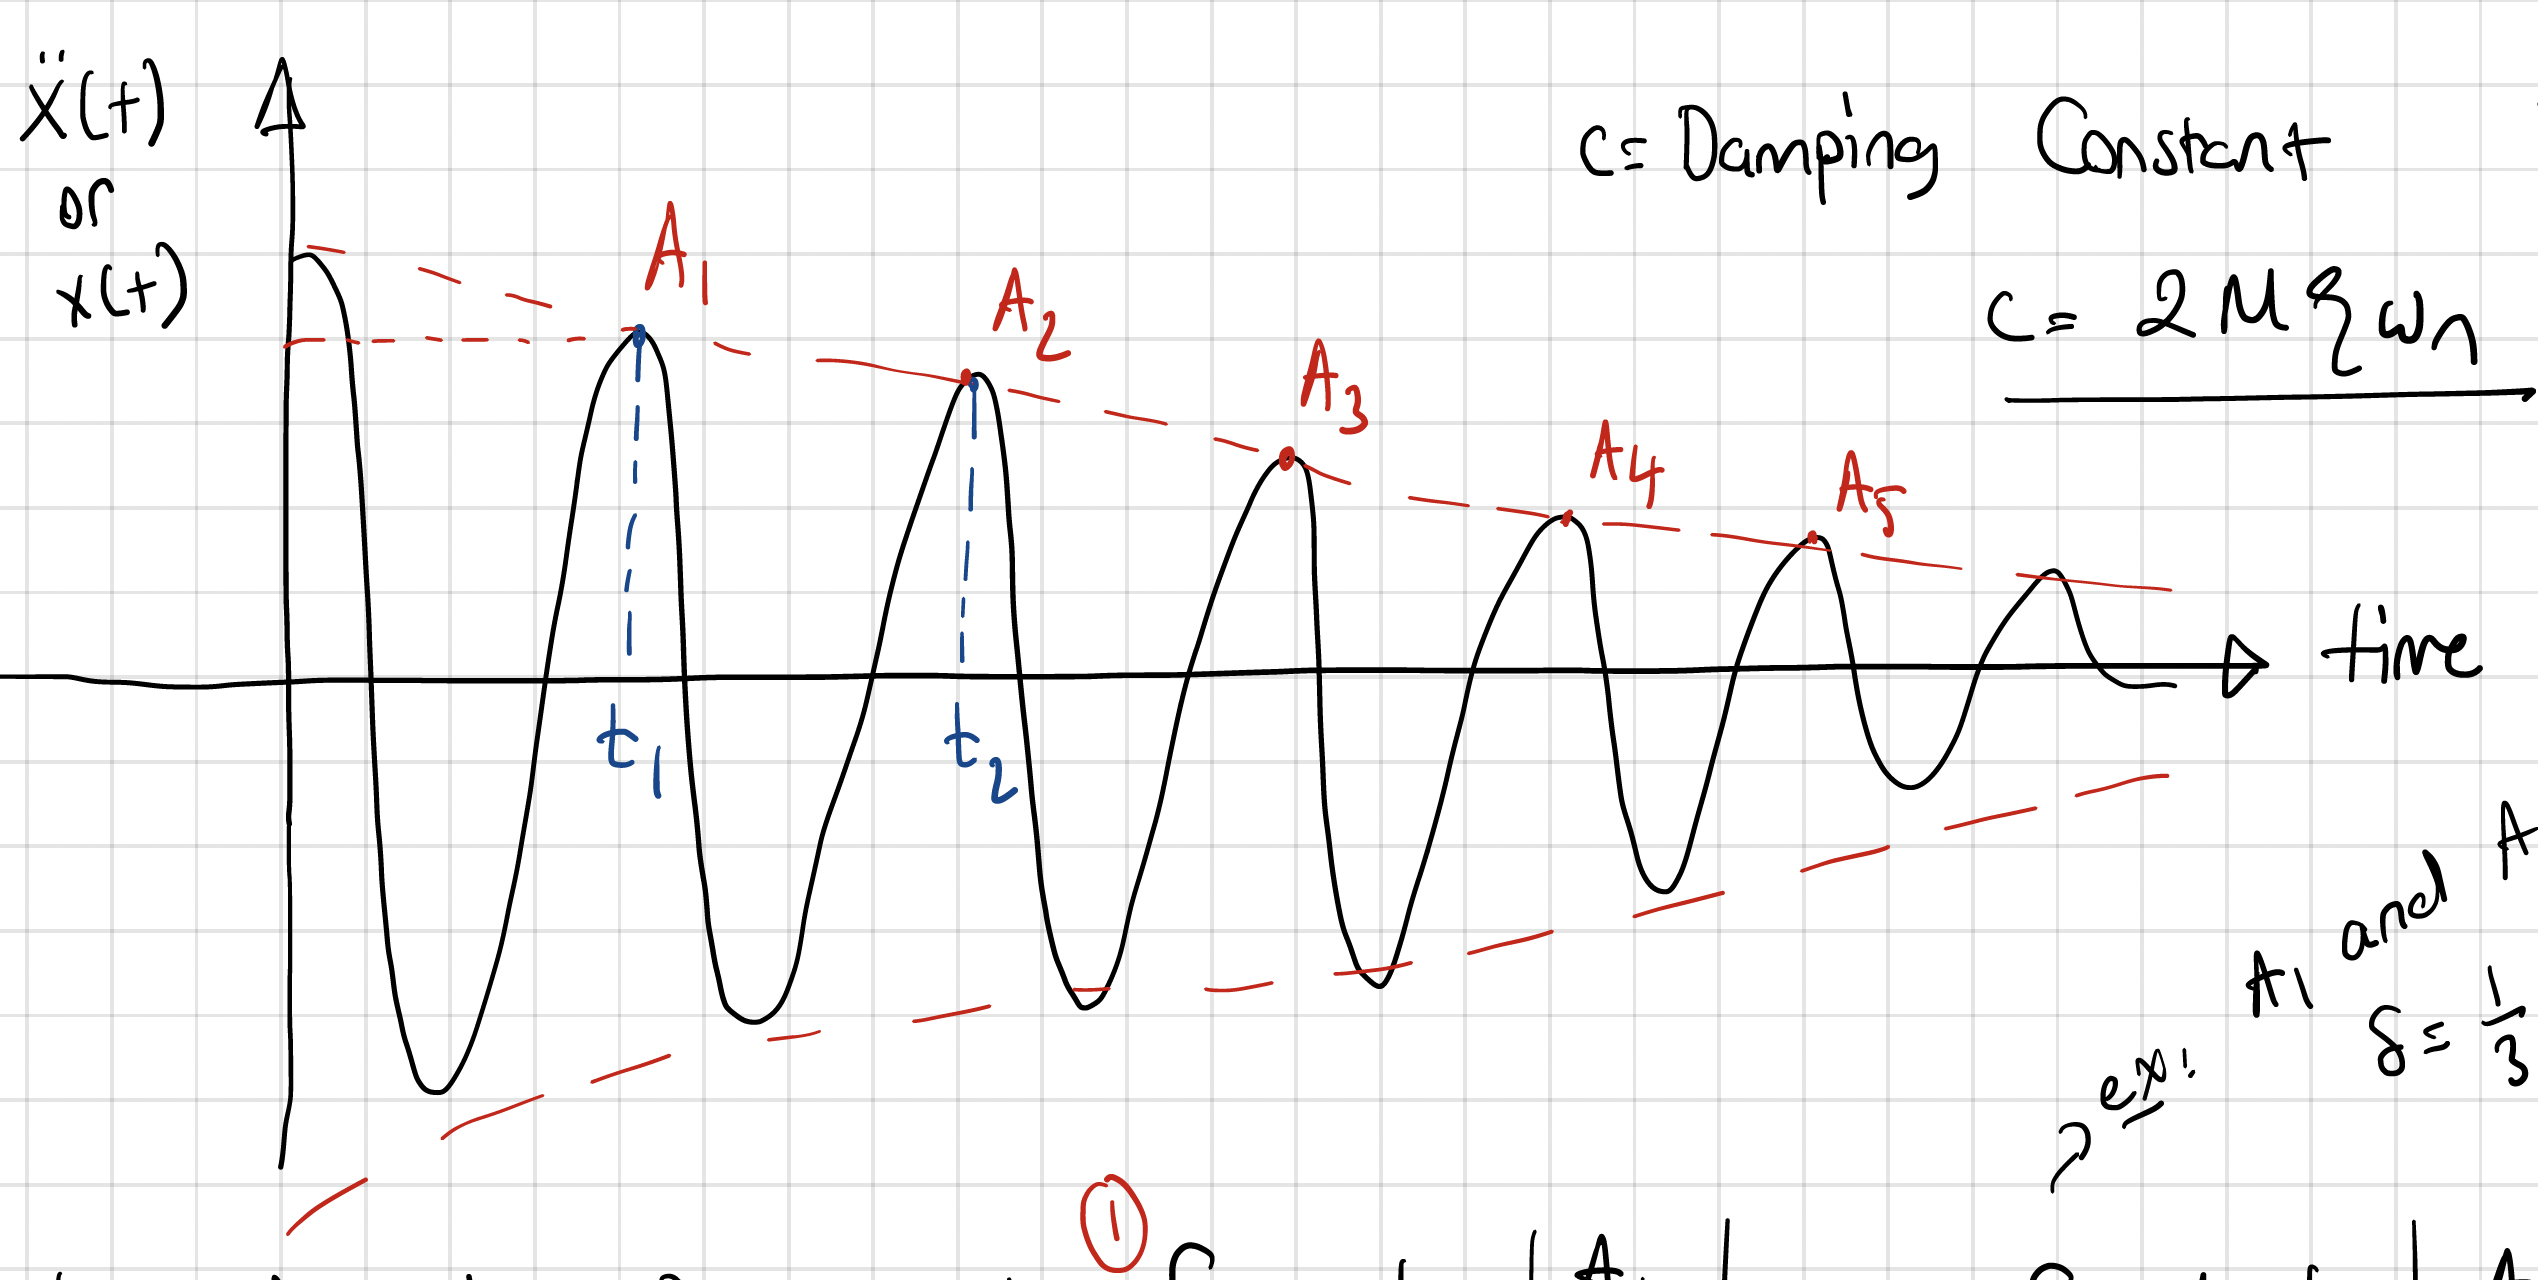 ẍ(t)
or
x(t)
C = Damping Constant
C = 2Mξωn
A1
A2
A3
A4
A5
time
t1
t2
A1 and A
δ = 1/3
ex:
①